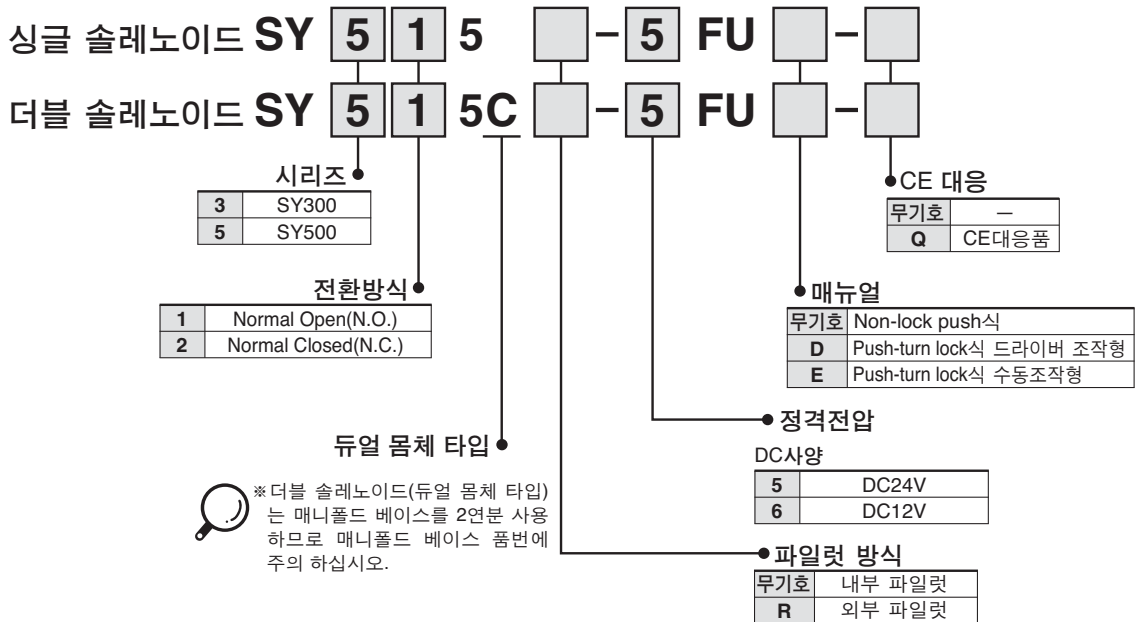 싱글 솔레노이드 SY 5 1 5 – 5 FU –
더블 솔레노이드 SY 5 1 5C – 5 FU –
시리즈
3 SY300
5 SY500
CE 대응
무기호 –
Q CE대응품
전환방식
1 Normal Open(N.O.)
2 Normal Closed(N.C.)
매뉴얼
무기호 Non-lock push식
D Push-turn lock식 드라이버 조작형
E Push-turn lock식 수동조작형
정격전압
DC사양
5 DC24V
6 DC12V
듀얼 몸체 타입
※더블 솔레노이드(듀얼 몸체 타입)
는 매니폴드 베이스를 2연분 사용
하므로 매니폴드 베이스 품번에
주의 하십시오.
파일럿 방식
무기호 내부 파일럿
R 외부 파일럿